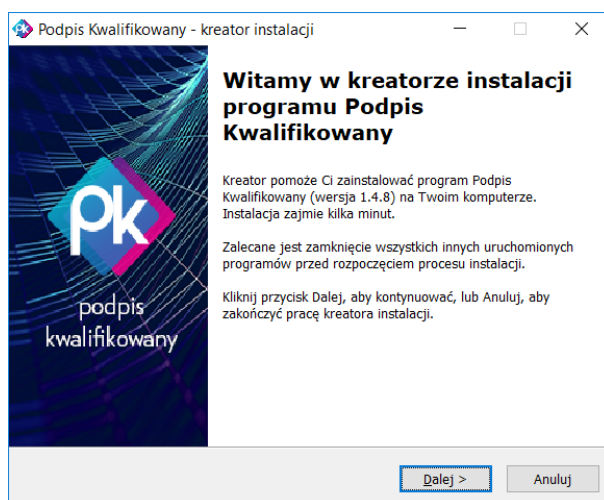 Podpis Kwalifikowany - kreator instalacji
Witamy w kreatorze instalacji
programu Podpis
Kwalifikowany
Kreator pomoże Ci zainstalować program Podpis
Kwalifikowany (wersja 1.4.8) na Twoim komputerze.
Instalacja zajmie kilka minut.
Zalecane jest zamknięcie wszystkich innych uruchomionych
programów przed rozpoczęciem procesu instalacji.
Kliknij przycisk Dalej, aby kontynuować, lub Anuluj, aby
zakończyć pracę kreatora instalacji.
pk
podpis
kwalifikowany
Dalej >
Anuluj